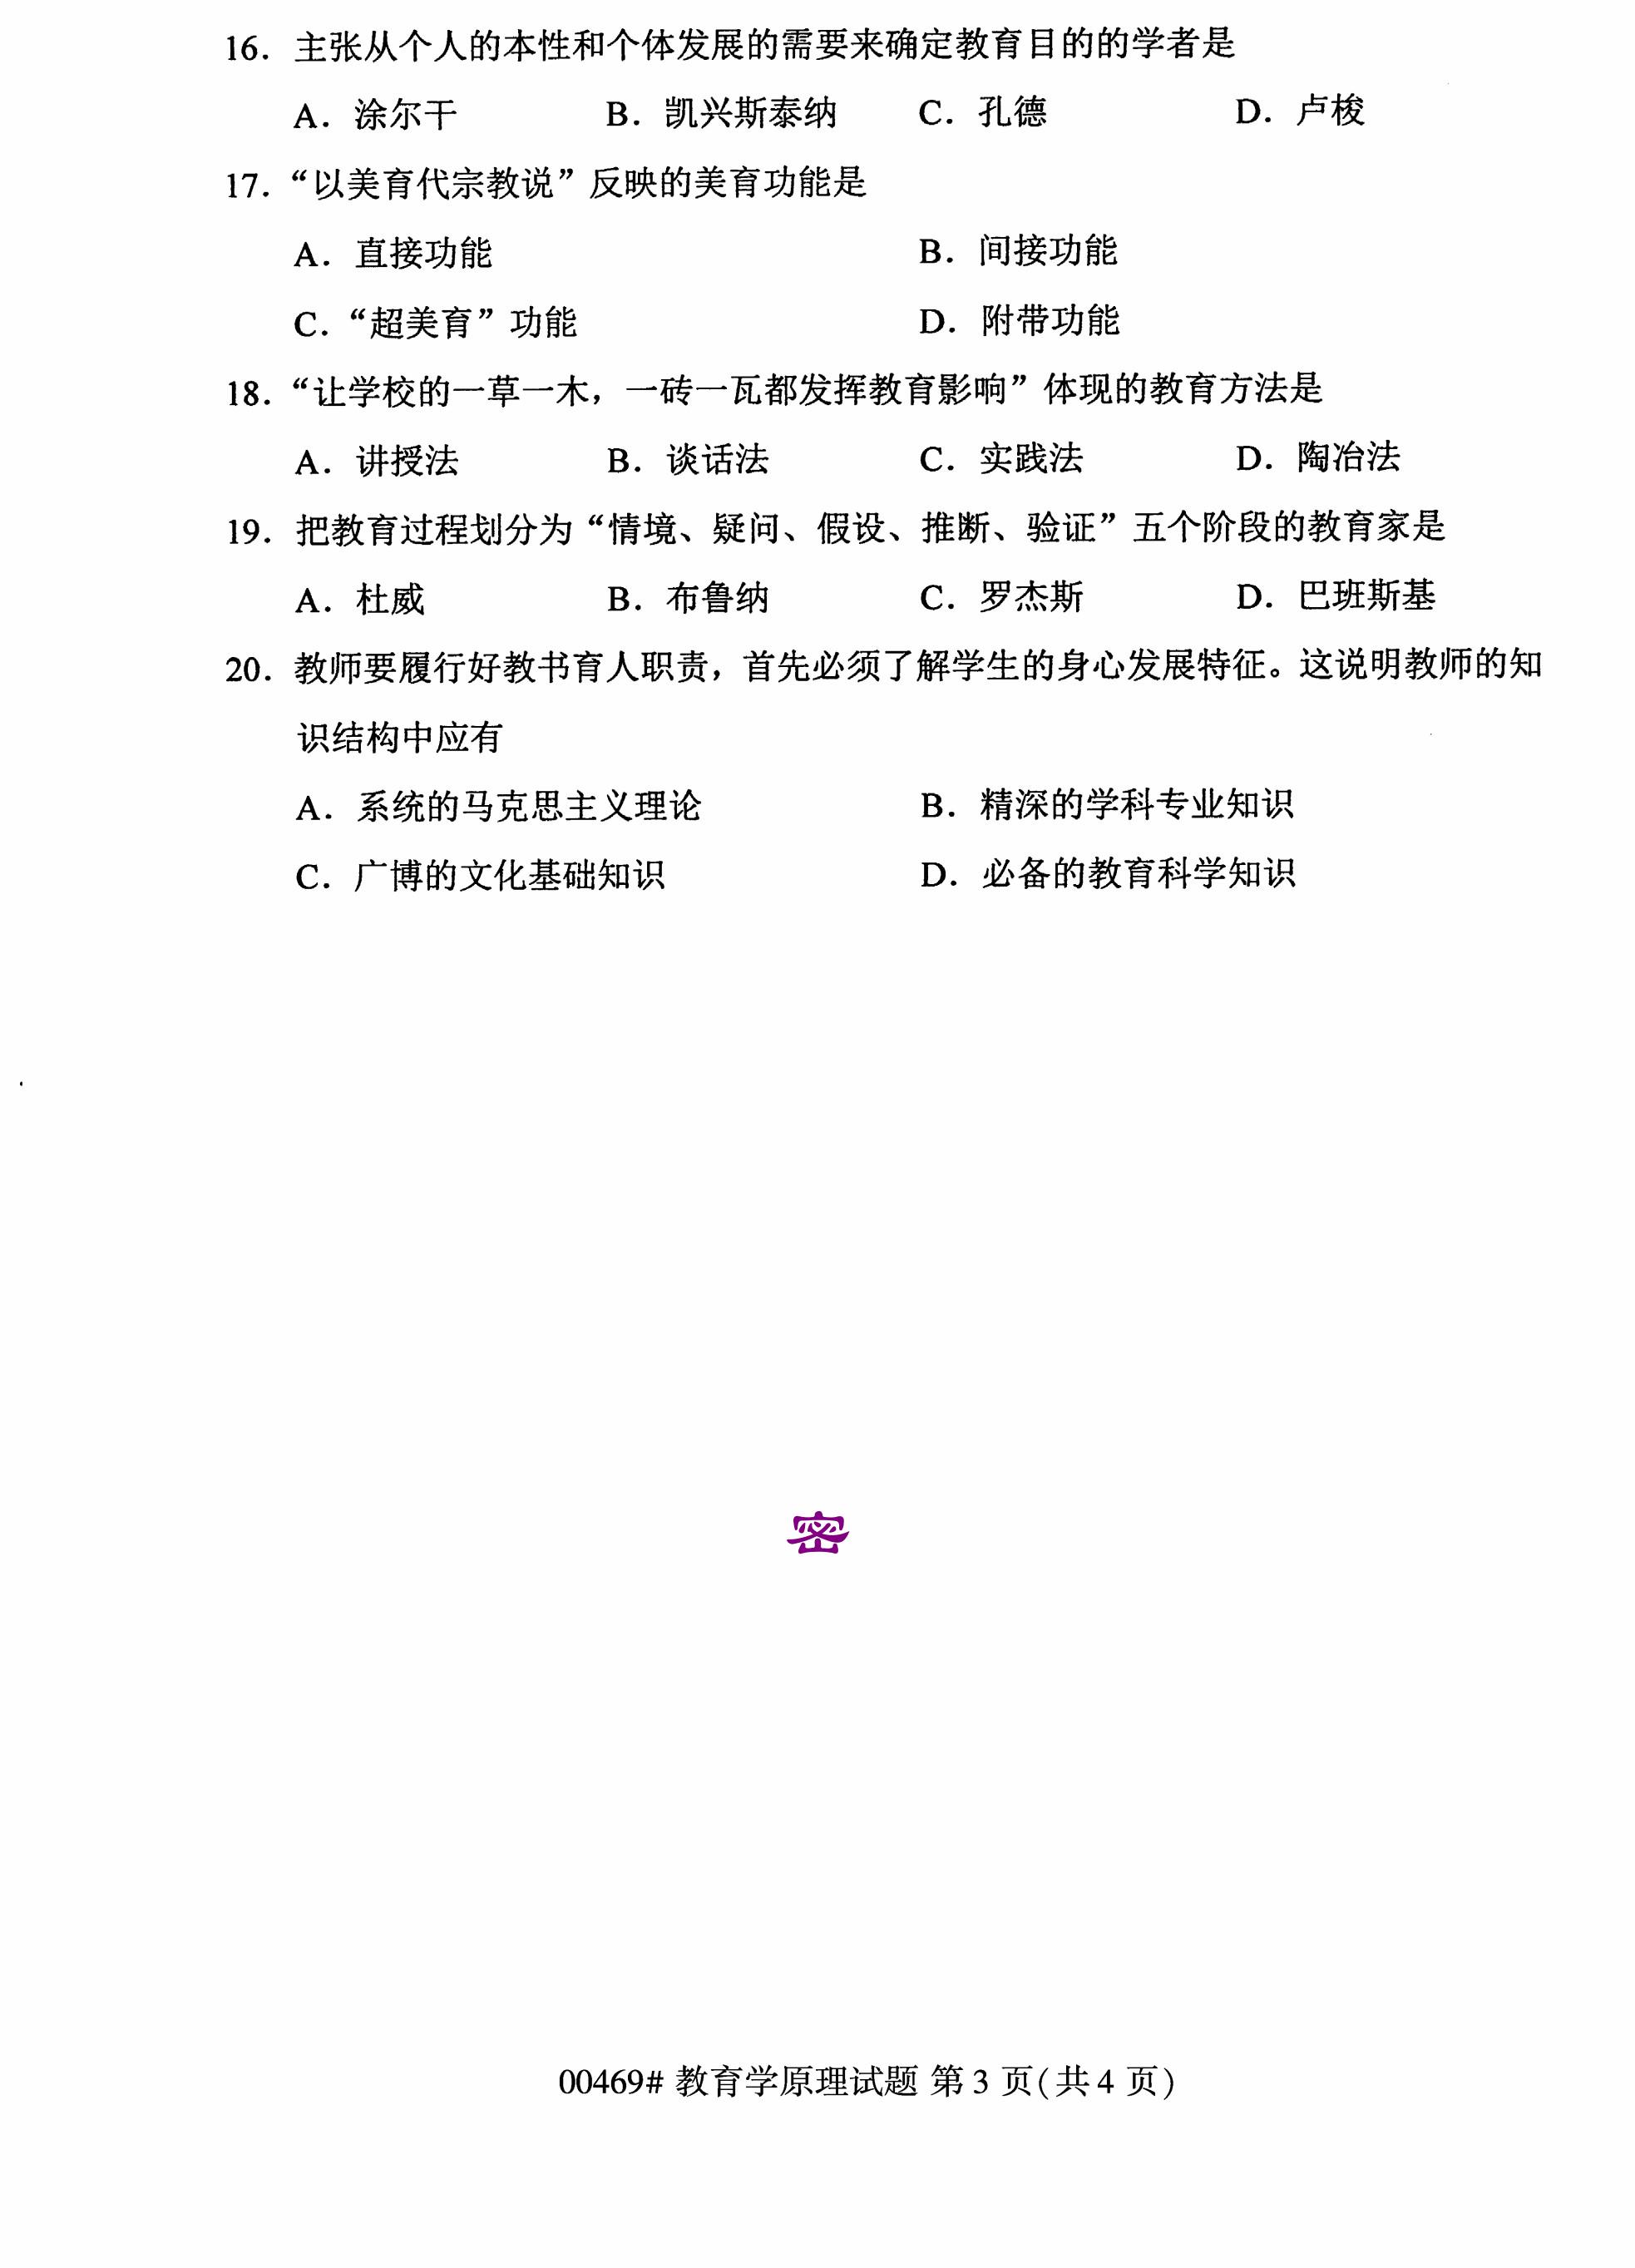 16．主张从个人的本性和个体发展的需要来确定教育目的的学者是
A．涂尔干 B．凯兴斯泰纳 C．孔德 D．卢梭
17．“以美育代宗教说”反映的美育功能是
A．直接功能 B．间接功能
C．“超美育”功能 D．附带功能
18．“让学校的一草一木，一砖一瓦都发挥教育影响”体现的教育方法是
A．讲授法 B．谈话法 C．实践法 D．陶冶法
19．把教育过程划分为“情境、疑问、假设、推断、验证”五个阶段的教育家是
A．杜威 B．布鲁纳 C．罗杰斯 D．巴班斯基
20．教师要履行好教书育人职责，首先必须了解学生的身心发展特征。这说明教师的知
识结构中应有
A．系统的马克思主义理论 B．精深的学科专业知识
C．广博的文化基础知识 D．必备的教育科学知识
密
00469# 教育学原理试题 第 3 页(共 4 页)